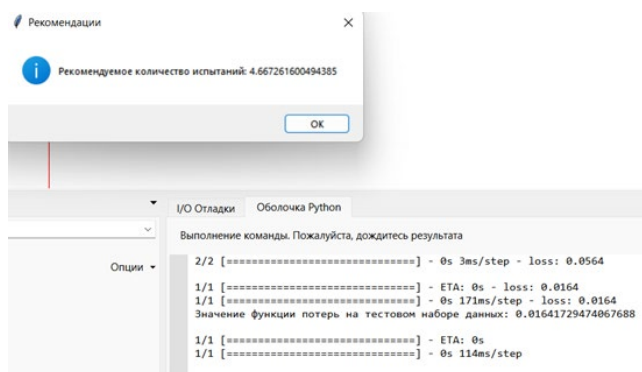 Рекомендации
Рекомендуемое количество испытаний: 4.667261600494385
OK
I/O Отладки Оболочка Python
Выполнение команды. Пожалуйста, дождитесь результата
Опции
2/2 [==============================] - 0s 3ms/step - loss: 0.0564
1/1 [==============================] - ETA: 0s - loss: 0.0164
1/1 [==============================] - 0s 171ms/step - loss: 0.0164
Значение функции потерь на тестовом наборе данных: 0.01641729474067688
1/1 [==============================] - ETA: 0s
1/1 [==============================] - 0s 114ms/step